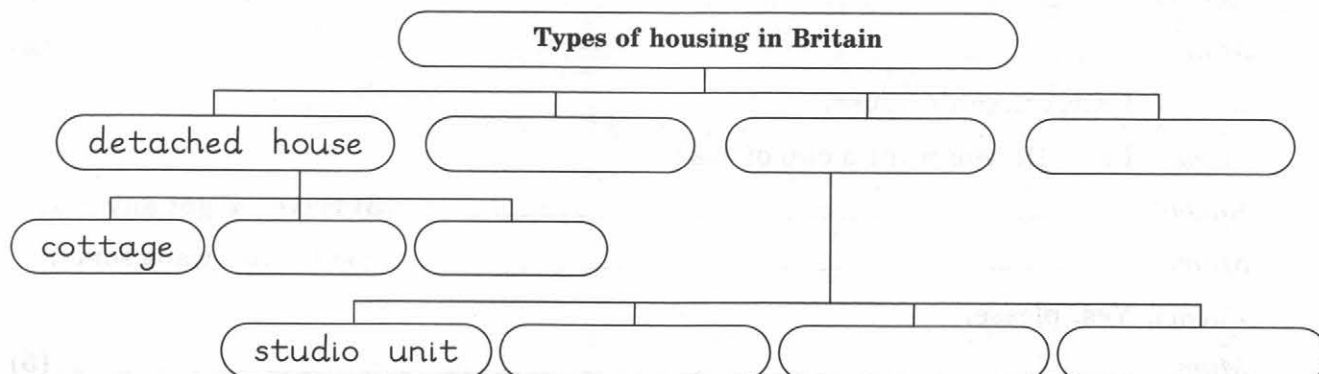 Types of housing in Britain
detached house
cottage
studio unit